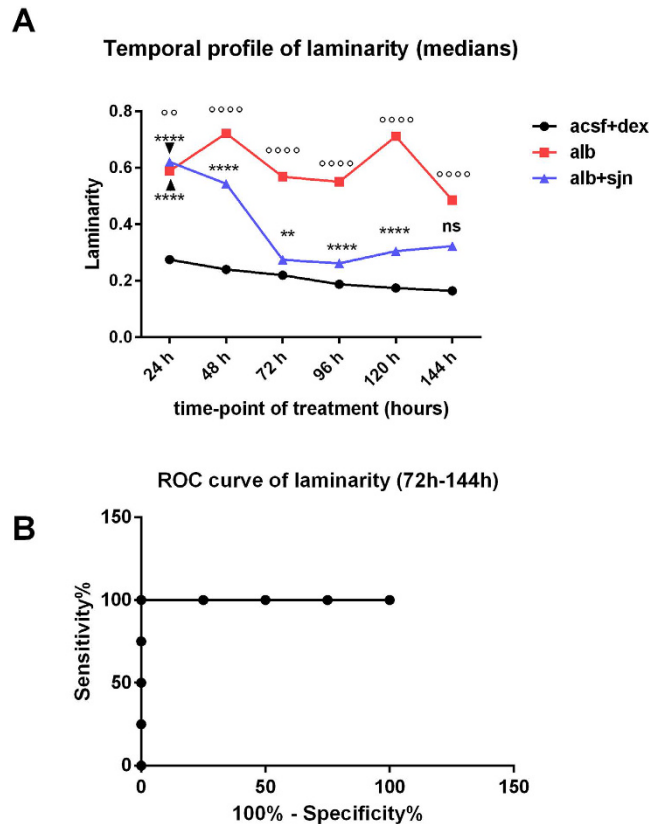 A
Temporal profile of laminarity (medians)
Laminarity
0.8
0.6
0.4
0.2
0.0
°°
****
****
°°°°
****
°°°°
**
°°°°
****
°°°°
****
°°°°
ns
24 h
48 h
72 h
96 h
120 h
144 h
time-point of treatment (hours)
acsf+dex
alb
alb+sjn
B
ROC curve of laminarity (72h-144h)
Sensitivity%
150
100
50
0
0
50
100
150
100% - Specificity%